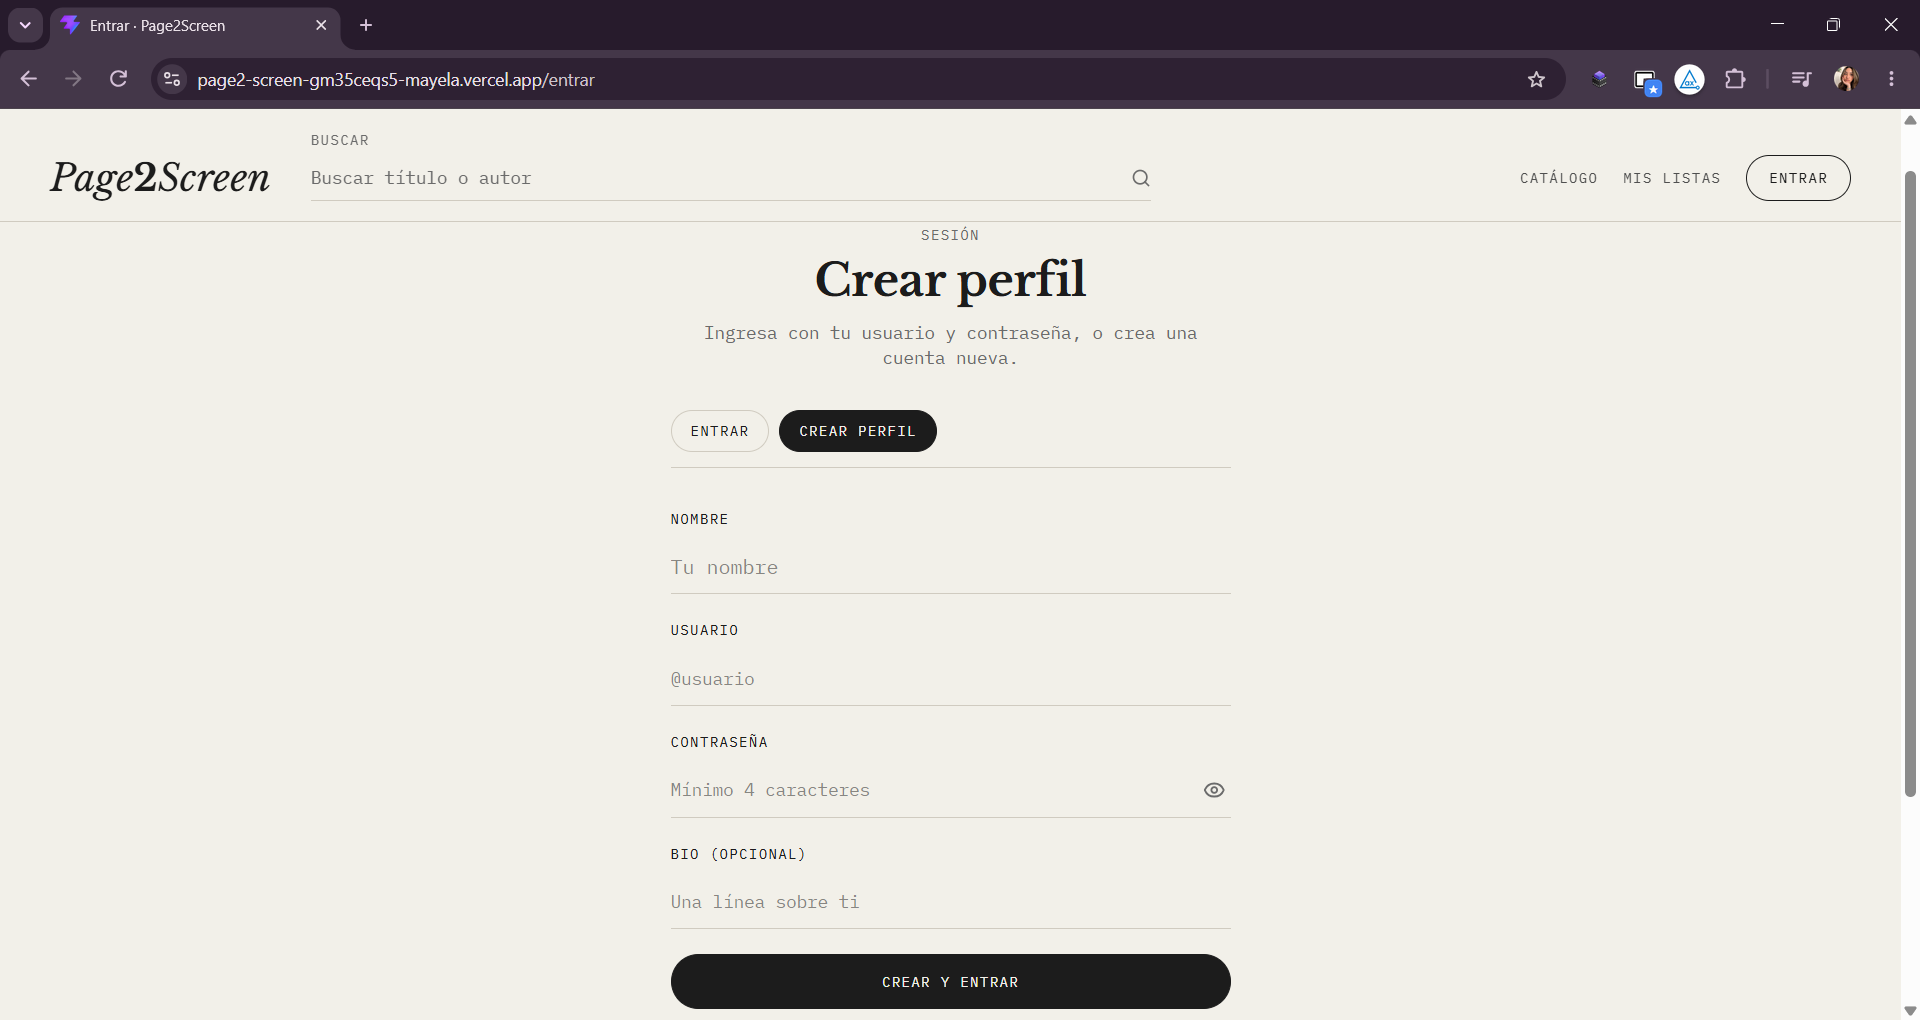 Entrar · Page2Screen
page2-screen-gm35ceqs5-mayela.vercel.app/entrar
BUSCAR
Page2Screen
Buscar título o autor
CATÁLOGO
MIS LISTAS
ENTRAR
SESIÓN
Crear perfil
Ingresa con tu usuario y contraseña, o crea una
cuenta nueva.
ENTRAR
CREAR PERFIL
NOMBRE
Tu nombre
USUARIO
@usuario
CONTRASEÑA
Mínimo 4 caracteres
BIO (OPCIONAL)
Una línea sobre ti
CREAR Y ENTRAR